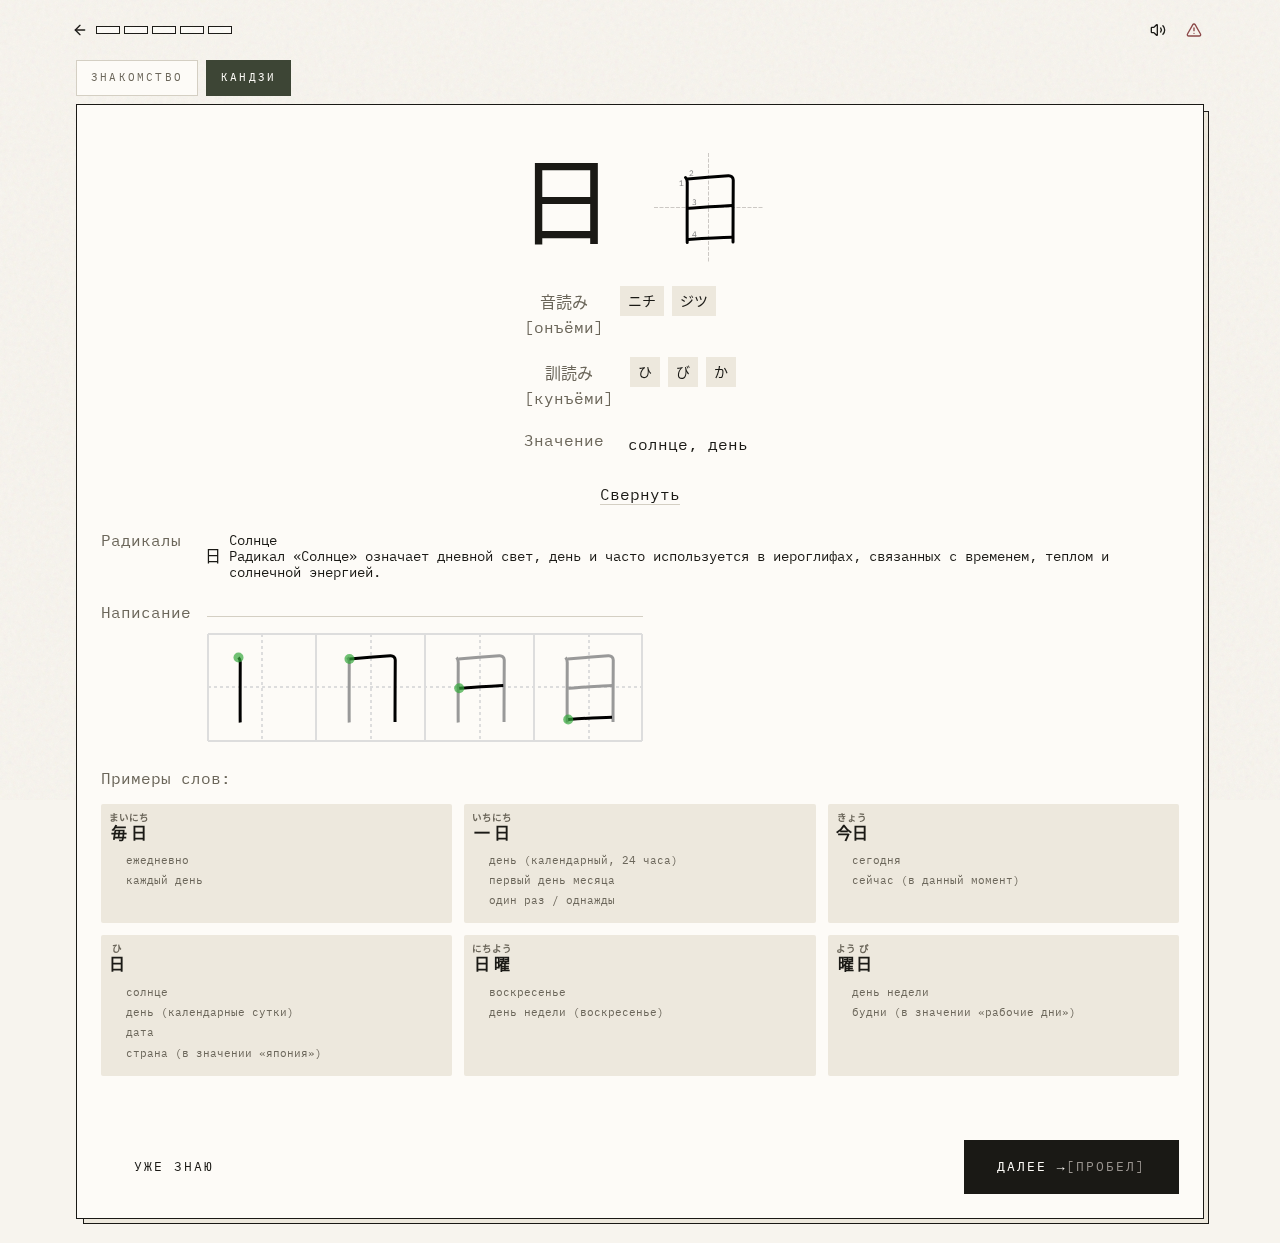 ЗНАКОМСТВО КАНДЗИ
日
1 2 3 4
音読み ニチ ジツ
[онъёми]
訓読み ひ び か
[кунъёми]
Значение солнце, день
Свернуть
Радикалы
日 Солнце
Радикал «Солнце» означает дневной свет, день и часто используется в иероглифах, связанных с временем, теплом и
солнечной энергией.
Написание
Примеры слов:
まいにち
毎日
ежедневно
каждый день
いちにち
一日
день (календарный, 24 часа)
первый день месяца
один раз / однажды
きょう
今日
сегодня
сейчас (в данный момент)
ひ
日
солнце
день (календарные сутки)
дата
страна (в значении «япония»)
にちよう
日曜
воскресенье
день недели (воскресенье)
よう び
曜日
день недели
будни (в значении «рабочие дни»)
УЖЕ ЗНАЮ
ДАЛЕЕ →[ПРОБЕЛ]